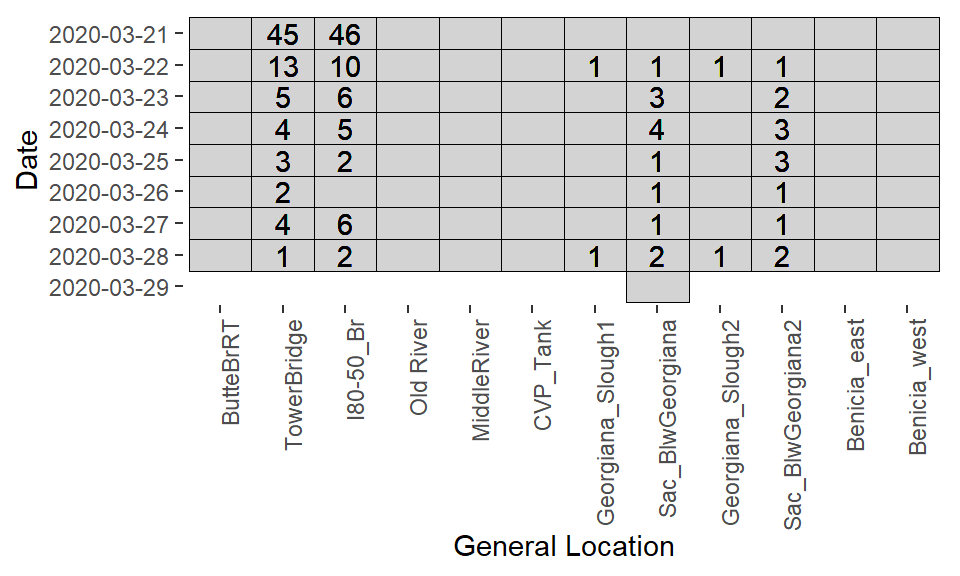 2020-03-21 45 46
2020-03-22 13 10 1 1 1 1
2020-03-23 5 6 3 2
2020-03-24 4 5 4 3
2020-03-25 3 2 1 3
2020-03-26 2 1 1
2020-03-27 4 6 1 1
2020-03-28 1 2 1 2 1 2
2020-03-29
Date
ButteBrRT
TowerBridge
I80-50_Br
Old River
MiddleRiver
CVP_Tank
Georgiana_Slough1
Sac_BlwGeorgiana
Georgiana_Slough2
Sac_BlwGeorgiana2
Benicia_east
Benicia_west
General Location